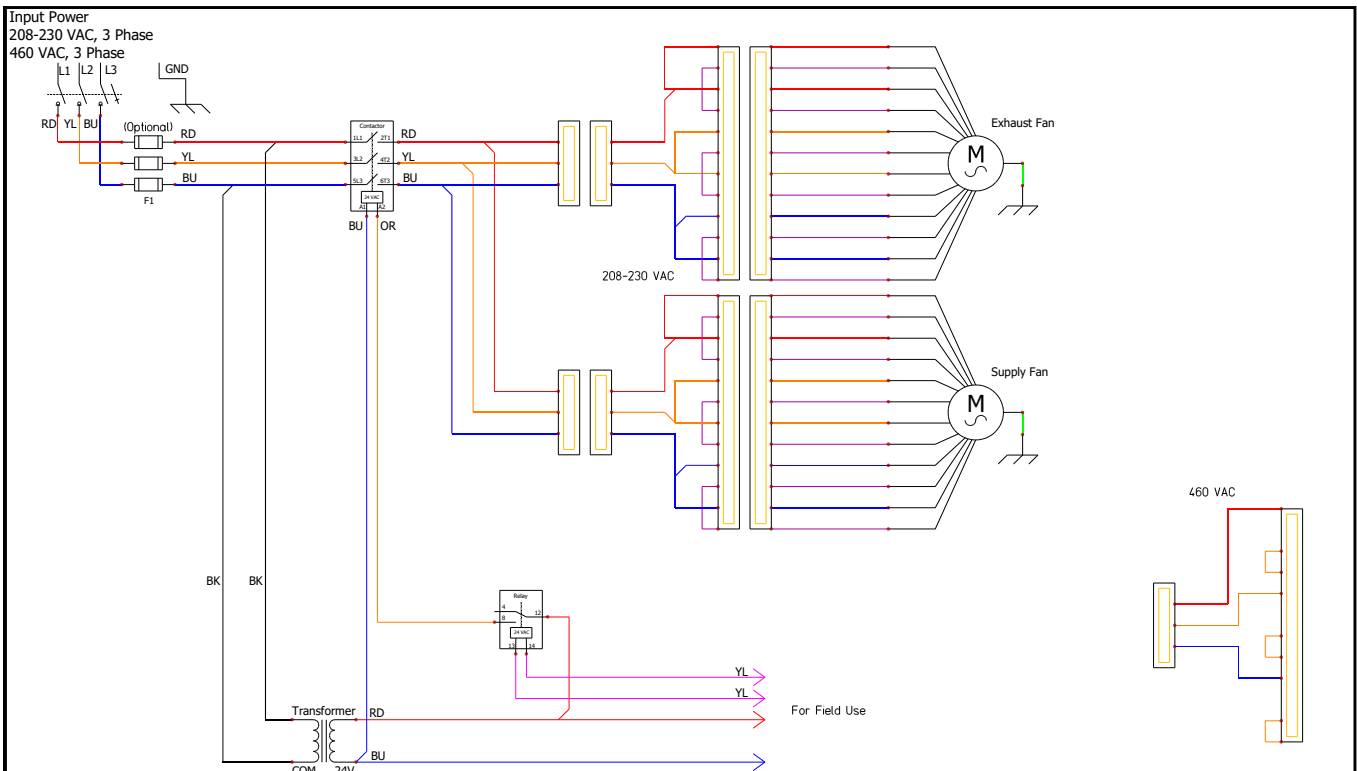 Input Power
208-230 VAC, 3 Phase
460 VAC, 3 Phase
L1 L2 L3 GND
RD YL BU
(Optional)
RD
YL
BU
F1
Contactor
1L1 2T1
3L2 4T2
5L3 6T3
24 VAC
A1 A2
RD
YL
BU
BU OR
Exhaust Fan
M
208-230 VAC
Supply Fan
M
460 VAC
BK BK
Relay
4
8
12
24 VAC
13 14
YL
YL
For Field Use
Transformer
RD
BU
COM 24V